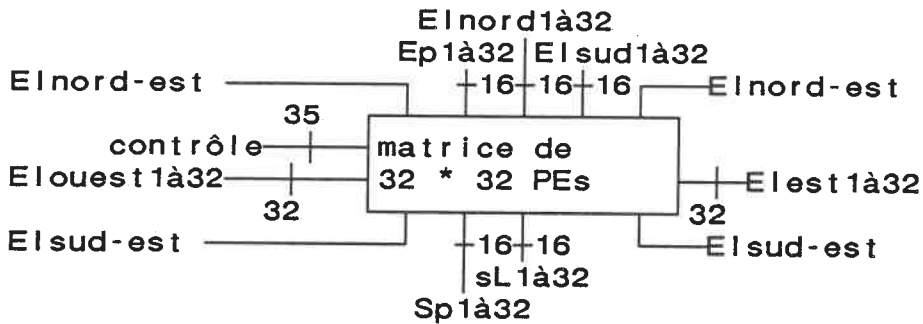 Elnord1à32
Ep1à32 Elsud1à32
16 16 16
Elnord-est Elnord-est
35
contrôle matrice de
Elouest1à32 32 * 32 PEs Elest1à32
32 32
Elsud-est 16 16 Elsud-est
sL1à32
Sp1à32